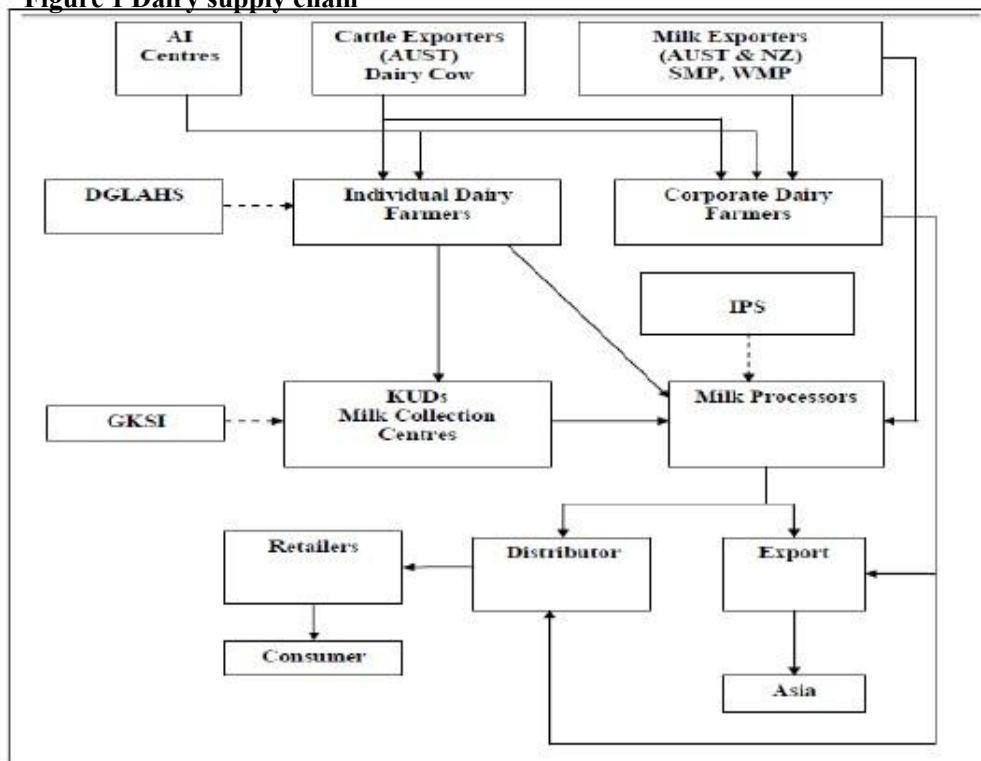 Figure 1 Dairy supply chain
AI
Centres
Cattle Exporters
(AUST)
Dairy Cow
Milk Exporters
(AUST & NZ)
SMP, WMP
DGLAHS
Individual Dairy
Farmers
Corporate Dairy
Farmers
IPS
GKSI
KUDs
Milk Collection
Centres
Milk Processors
Retailers
Distributor
Export
Consumer
Asia